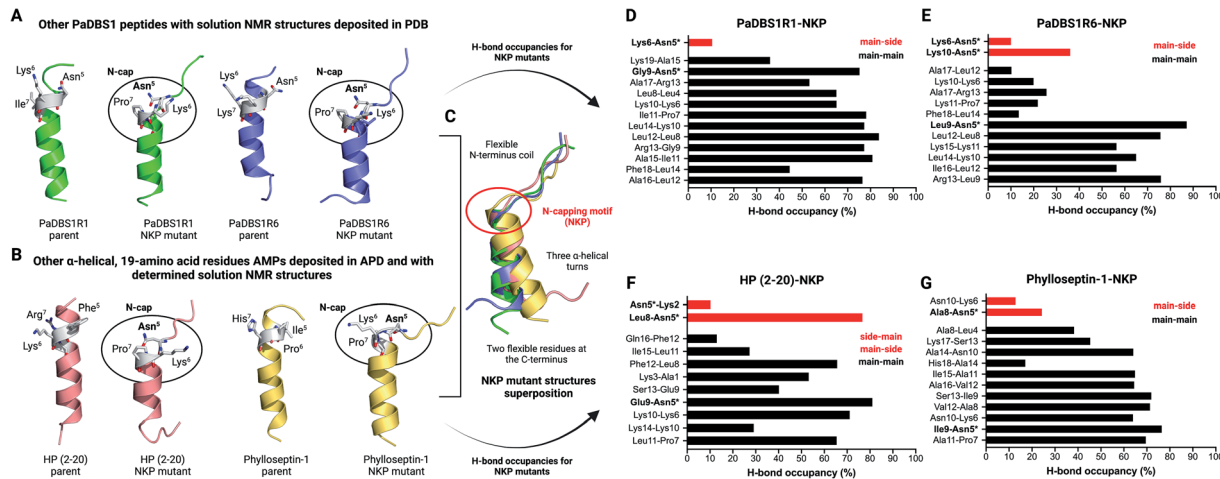 A
Other PaDBS1 peptides with solution NMR structures deposited in PDB
Lys6
Asn5
Ile7
N-cap
Asn5
Pro7
Lys6
Lys6
Asn5
Lys7
N-cap
Asn5
Pro7
Lys6
PaDBS1R1
parent
PaDBS1R1
NKP mutant
PaDBS1R6
parent
PaDBS1R6
NKP mutant
B
Other α-helical, 19-amino acid residues AMPs deposited in APD and with
determined solution NMR structures
Arg7
Phe5
Lys6
N-cap
Asn5
Pro7
Lys6
His7
Ile5
Pro6
N-cap
Lys6
Asn5
Pro7
HP (2-20)
parent
HP (2-20)
NKP mutant
Phylloseptin-1
parent
Phylloseptin-1
NKP mutant
H-bond occupancies for
NKP mutants
C
Flexible
N-terminus coil
N-capping motif
(NKP)
Three α-helical
turns
Two flexible residues at
the C-terminus
NKP mutant structures
superposition
H-bond occupancies for
NKP mutants
D
PaDBS1R1-NKP
Lys6-Asn5*
Lys19-Ala15
Gly9-Asn5*
Ala17-Arg13
Leu8-Leu4
Lys10-Lys6
Ile11-Pro7
Leu14-Lys10
Leu12-Leu8
Arg13-Gly9
Ala15-Ile11
Phe18-Leu14
Ala16-Leu12
main-side
main-main
0 10 20 30 40 50 60 70 80 90 100
H-bond occupancy (%)
E
PaDBS1R6-NKP
Lys6-Asn5*
Lys10-Asn5*
Ala17-Leu12
Lys10-Lys6
Ala17-Arg13
Lys11-Pro7
Phe18-Leu14
Leu9-Asn5*
Leu12-Leu8
Lys15-Lys11
Leu14-Lys10
Ile16-Leu12
Arg13-Leu9
main-side
main-main
0 10 20 30 40 50 60 70 80 90 100
H-bond occupancy (%)
F
HP (2-20)-NKP
Asn5*-Lys2
Leu8-Asn5*
Gln16-Phe12
Ile15-Leu11
Phe12-Leu8
Lys3-Ala1
Ser13-Glu9
Glu9-Asn5*
Lys10-Lys6
Lys14-Lys10
Leu11-Pro7
side-main
main-side
main-main
0 10 20 30 40 50 60 70 80 90 100
H-bond occupancy (%)
G
Phylloseptin-1-NKP
Asn10-Lys6
Ala8-Asn5*
Ala8-Leu4
Lys17-Ser13
Ala14-Asn10
His18-Ala14
Ile15-Ala11
Ala16-Val12
Ser13-Ile9
Val12-Ala8
Asn10-Lys6
Ile9-Asn5*
Ala11-Pro7
main-side
main-main
0 10 20 30 40 50 60 70 80 90 100
H-bond occupancy (%)